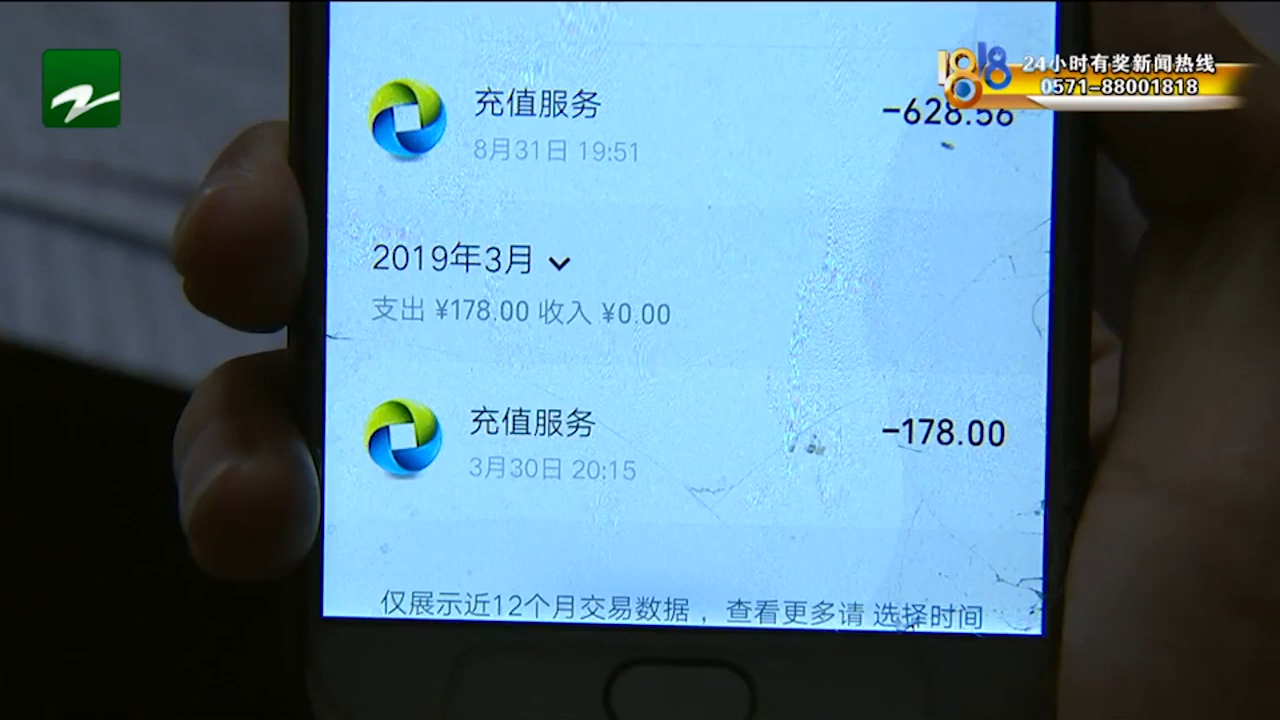 1818
24小时有奖新闻热线
0571-88001818
充值服务
-628.56
8月31日 19:51
2019年3月
支出 ¥178.00 收入 ¥0.00
充值服务
-178.00
3月30日 20:15
仅展示近12个月交易数据，查看更多请 选择时间